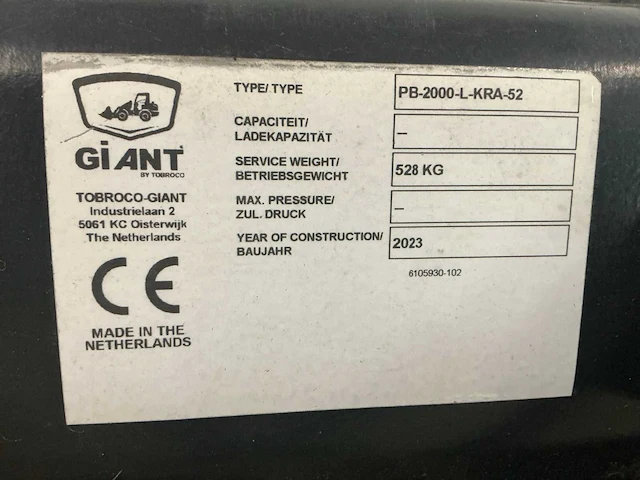 GiANT
BY TOBROCO
TOBROCO-GIANT
Industrielaan 2
5061 KC Oisterwijk
The Netherlands
CE
MADE IN THE
NETHERLANDS
TYPE/ TYPE PB-2000-L-KRA-52
CAPACITEIT/
LADEKAPAZITÄT –
SERVICE WEIGHT/
BETRIEBSGEWICHT 528 KG
MAX. PRESSURE/
ZUL. DRUCK –
YEAR OF CONSTRUCTION/
BAUJAHR 2023
6105930-102